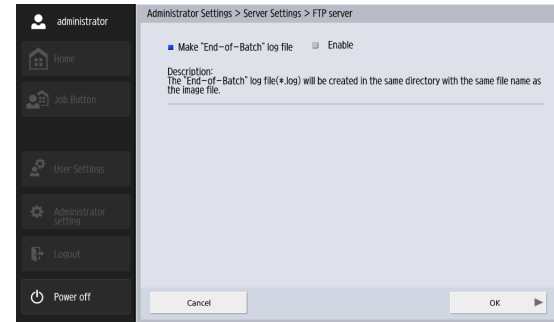 administrator
Administrator Settings > Server Settings > FTP server
Home
Job Button
User Settings
Administrator
setting
Logout
Power off
Make "End-of-Batch" log file
Enable
Description:
The "End-of-Batch" log file(*.log) will be created in the same directory with the same file name as
the image file.
Cancel
OK